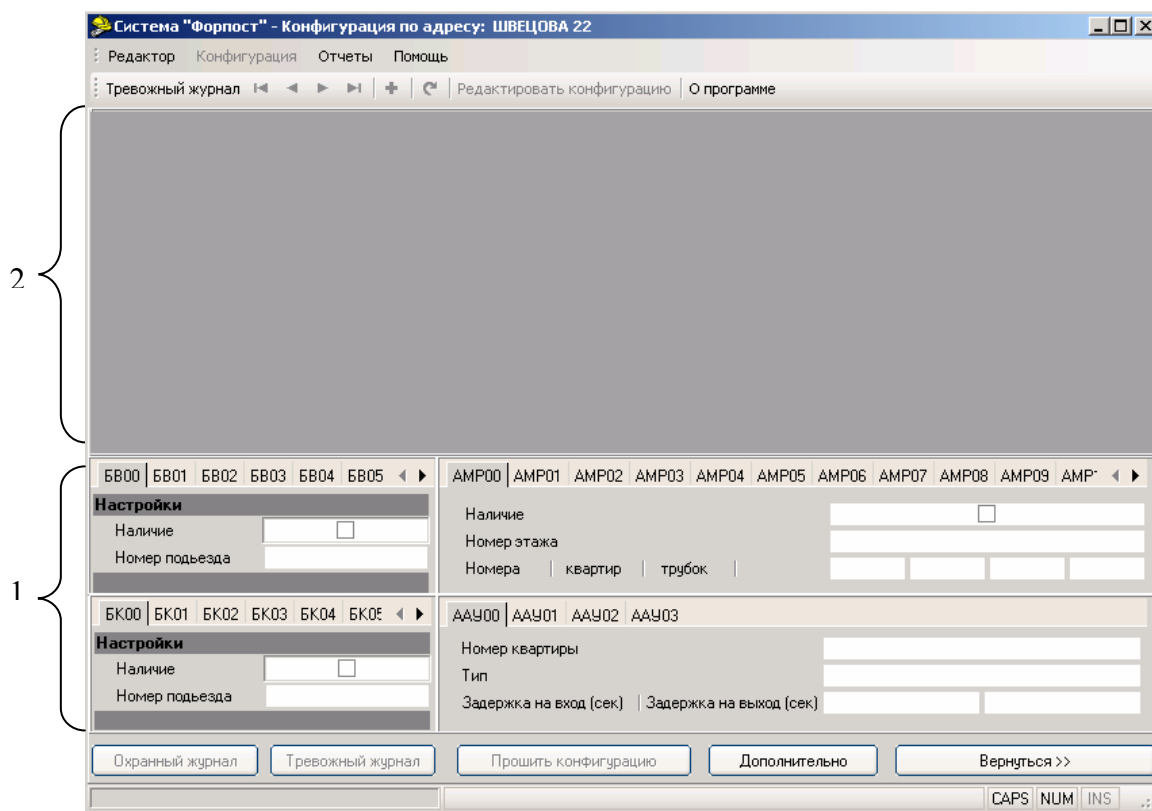 Система "Форпост" - Конфигурация по адресу: ШВЕЦОВА 22
Редактор Конфигурация Отчеты Помощь
Тревожный журнал Редактировать конфигурацию О программе
2
БВ00 БВ01 БВ02 БВ03 БВ04 БВ05
Настройки
Наличие
Номер подьезда
АМР00 АМР01 АМР02 АМР03 АМР04 АМР05 АМР06 АМР07 АМР08 АМР09 АМР
Наличие
Номер этажа
Номера | квартир | трубок |
1
БК00 БК01 БК02 БК03 БК04 БК05
Настройки
Наличие
Номер подьезда
ААУ00 ААУ01 ААУ02 ААУ03
Номер квартиры
Тип
Задержка на вход (сек) | Задержка на выход (сек)
Охранный журнал Тревожный журнал Прошить конфигурацию Дополнительно Вернуться >>
CAPS NUM INS